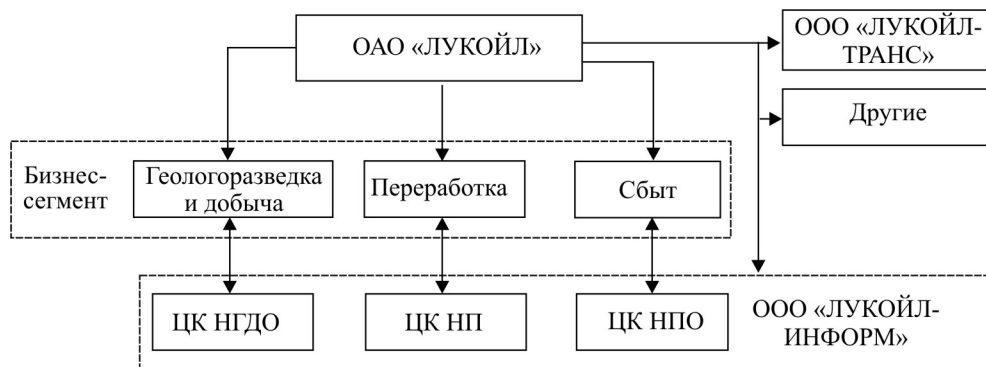 ОАО «ЛУКОЙЛ»
ООО «ЛУКОЙЛ-
ТРАНС»
Другие
Бизнес-
сегмент
Геологоразведка
и добыча
Переработка
Сбыт
ЦК НГДО
ЦК НП
ЦК НПО
ООО «ЛУКОЙЛ-
ИНФОРМ»